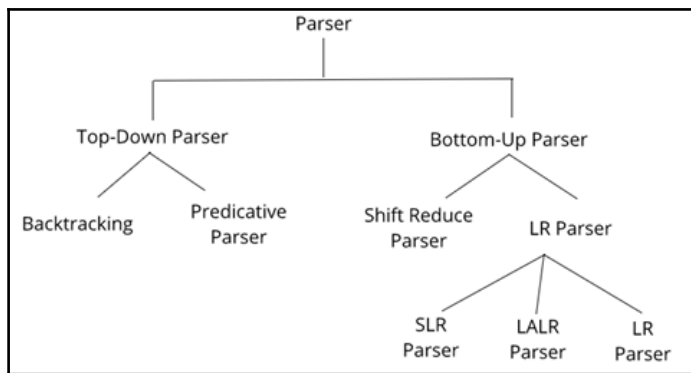 Parser
Top-Down Parser
Bottom-Up Parser
Backtracking
Predicative
Parser
Shift Reduce
Parser
LR Parser
SLR
Parser
LALR
Parser
LR
Parser